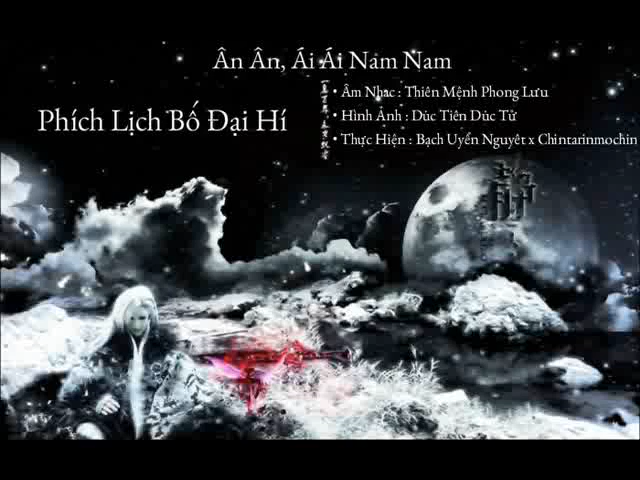 Ân Ân, Ái Ái Nam Nam
• Âm Nhạc : Thiên Mệnh Phong Lưu
Phích Lịch Bố Đại Hí
• Hình Ảnh : Dục Tiên Dục Tử
• Thực Hiện : Bạch Uyển Nguyệt x Chintarinmochin